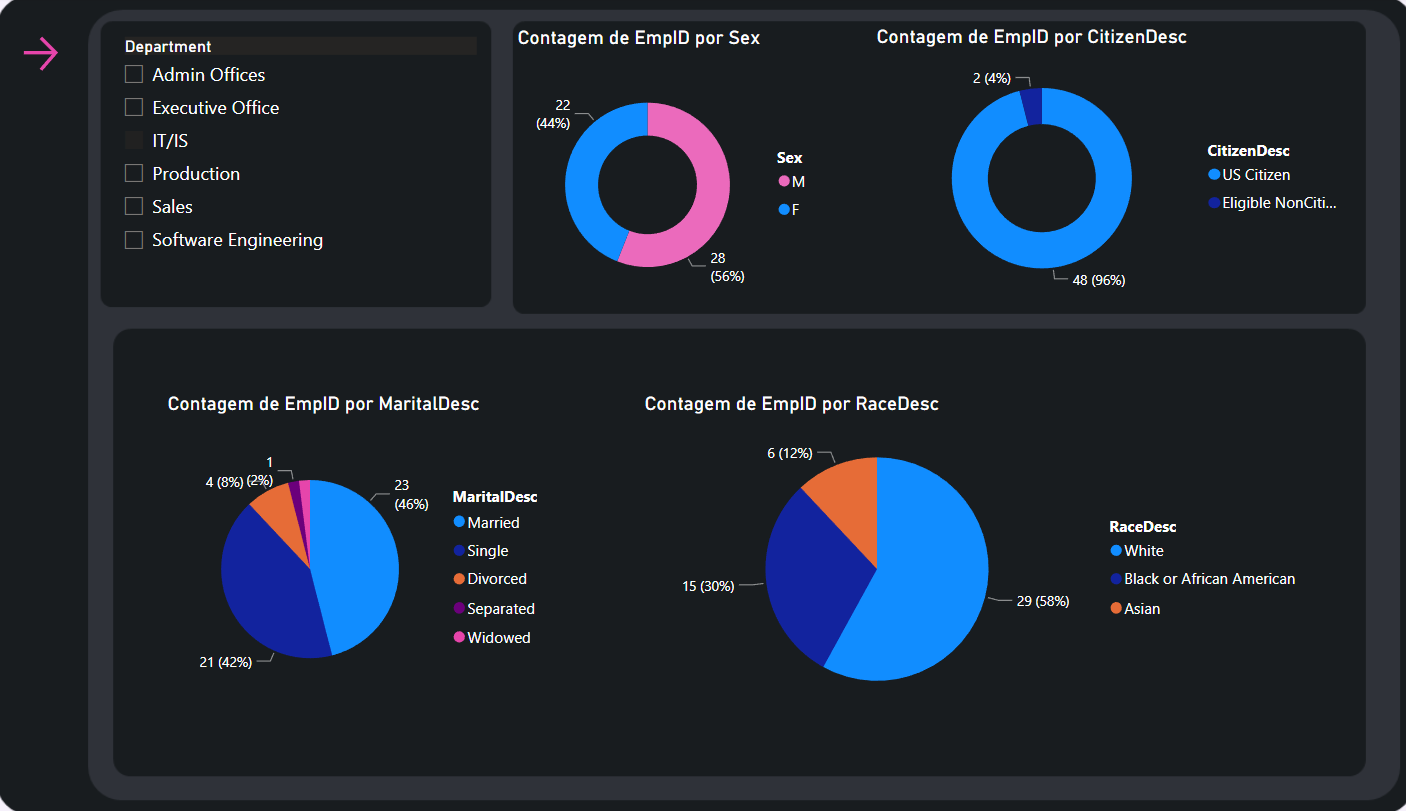 Department
Admin Offices
Executive Office
IT/IS
Production
Sales
Software Engineering
Contagem de EmpID por Sex
22
(44%)
28
(56%)
Sex
M
F
Contagem de EmpID por CitizenDesc
2 (4%)
48 (96%)
CitizenDesc
US Citizen
Eligible NonCiti...
Contagem de EmpID por MaritalDesc
1
(2%)
4 (8%)
23
(46%)
21 (42%)
MaritalDesc
Married
Single
Divorced
Separated
Widowed
Contagem de EmpID por RaceDesc
6 (12%)
15 (30%)
29 (58%)
RaceDesc
White
Black or African American
Asian